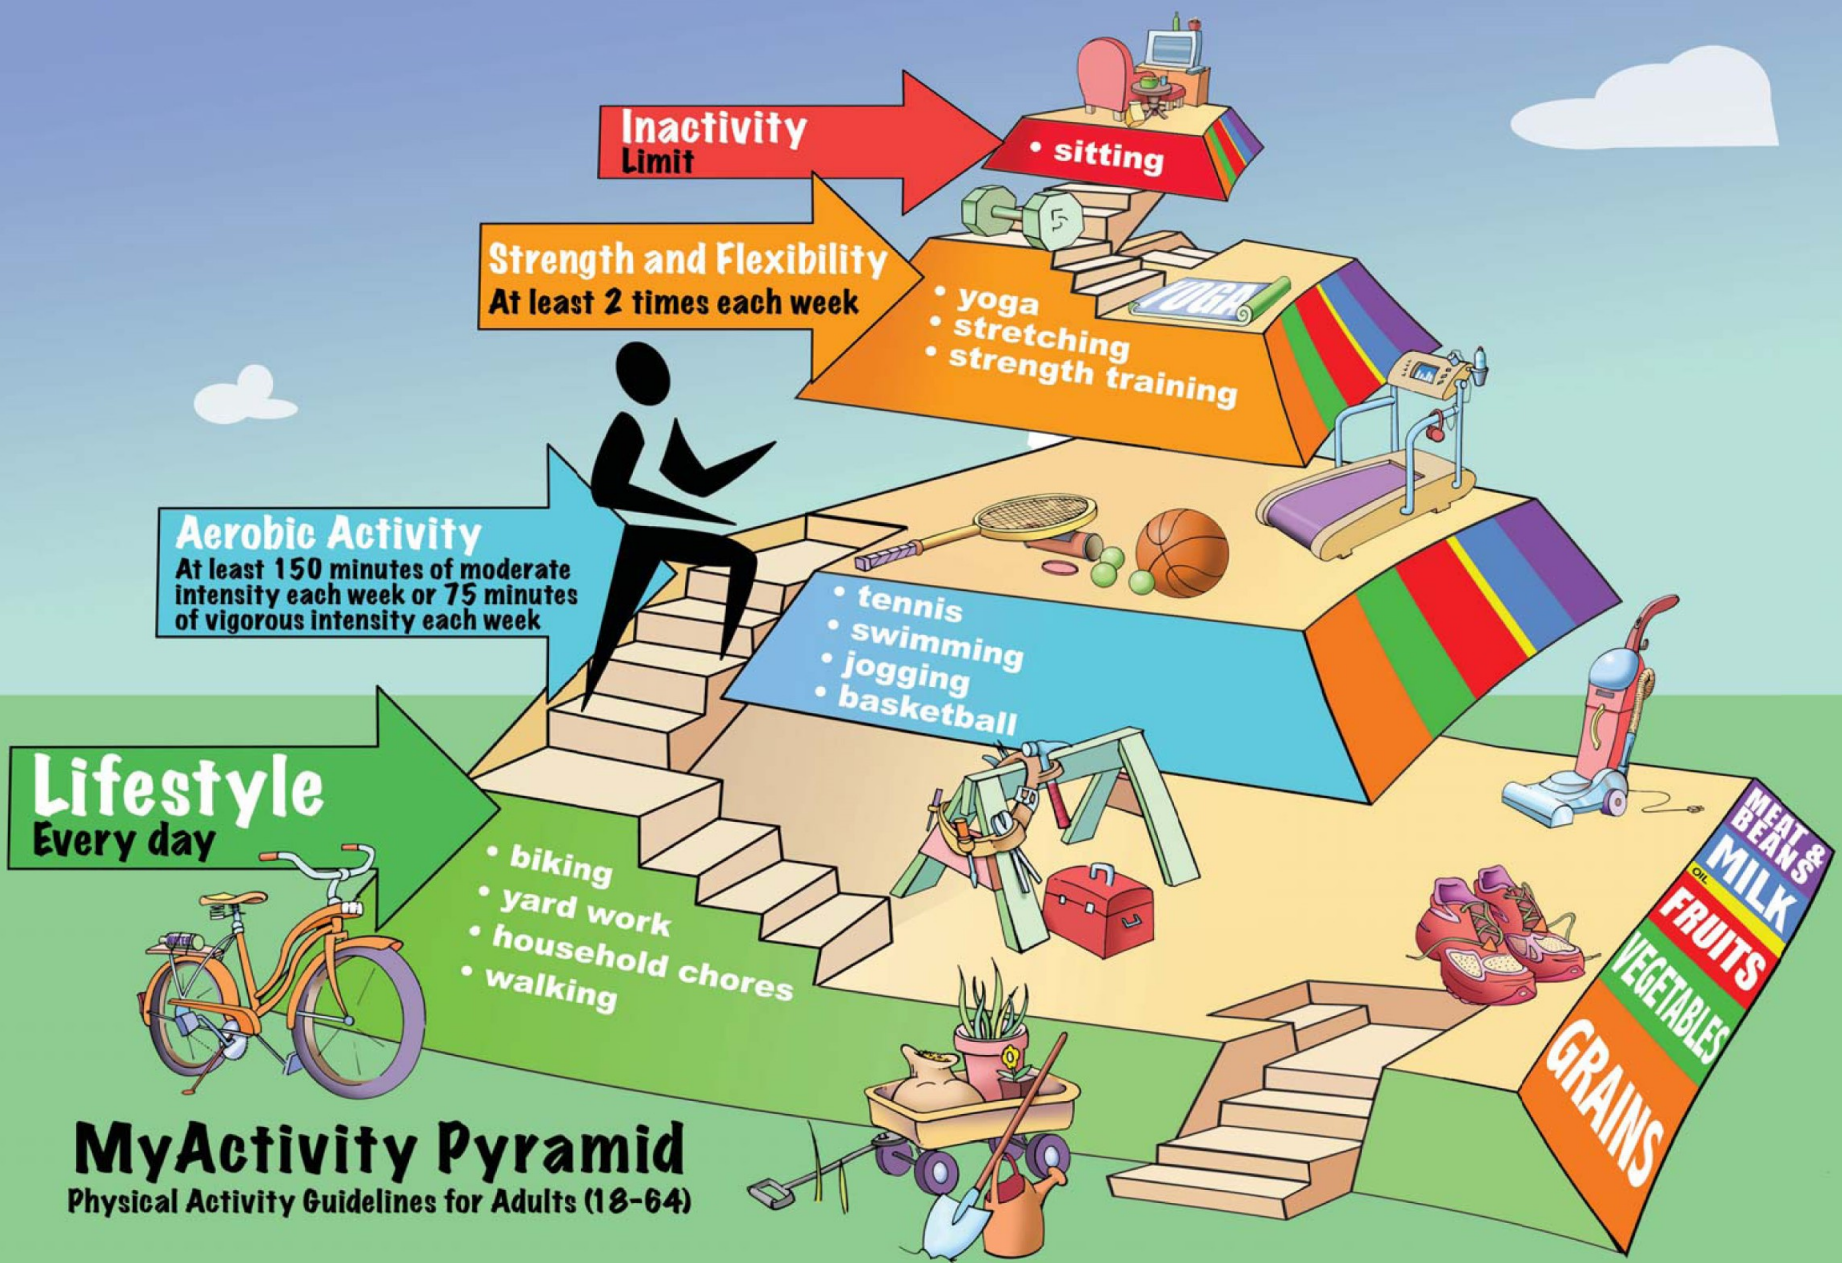 Inactivity
Limit
• sitting
5
Strength and Flexibility
At least 2 times each week
YOGA
• yoga
• stretching
• strength training
Aerobic Activity
At least 150 minutes of moderate
intensity each week or 75 minutes
of vigorous intensity each week
• tennis
• swimming
• jogging
• basketball
Lifestyle
Every day
• biking
• yard work
• household chores
• walking
MEAT &
BEANS
MILK
OIL
FRUITS
VEGETABLES
GRAINS
MyActivity Pyramid
Physical Activity Guidelines for Adults (18-64)